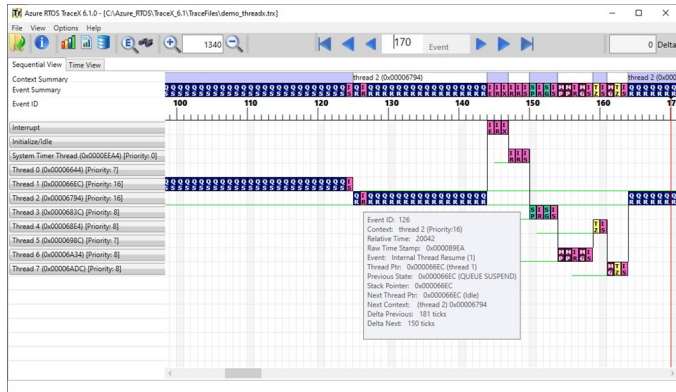 Azure RTOS TraceX 6.1.0 - [C:\Azure_RTOS\TraceX_6.1\TraceFiles\demo_threadx.trx]
File View Options Help
1340
170
Event
0 Delta
Sequential View Time View
Context Summary
thread 2 (0x00006794)
thread 2 (0x000
Event Summary
Event ID
100 110 120 130 140 150 160 17
Interrupt
Initialize/Idle
System Timer Thread (0x0000EEA4) [Priority: 0]
Thread 0 (0x00006644) [Priority: ?]
Thread 1 (0x000066EC) [Priority: 16]
Thread 2 (0x00006794) [Priority: 16]
Thread 3 (0x0000683C) [Priority: 8]
Thread 4 (0x000068E4) [Priority: 8]
Thread 5 (0x0000698C) [Priority: ?]
Thread 6 (0x00006A34) [Priority: 8]
Thread 7 (0x00006ADC) [Priority: 8]
Event ID: 126
Context: thread 2 (Priority:16)
Relative Time: 20042
Raw Time Stamp: 0x0000B9EA
Event: Internal Thread Resume (1)
Thread Ptr: 0x000066EC (thread 1)
Previous State: 0x000066EC (QUEUE SUSPEND)
Stack Pointer: 0x000066EC
Next Thread Ptr: 0x000066EC (Idle)
Next Context: (thread 2) 0x00006794
Delta Previous: 181 ticks
Delta Next: 150 ticks